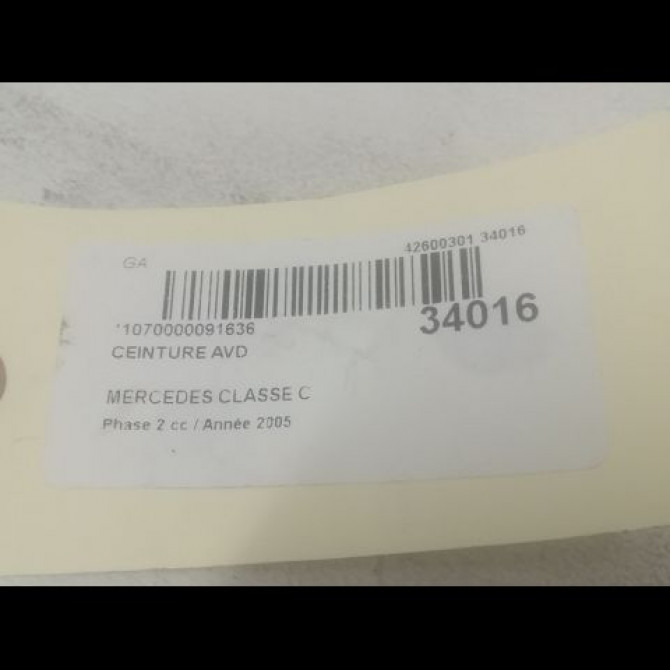 GA
42600301 34016
'1070000091636
34016
CEINTURE AVD
MERCEDES CLASSE C
Phase 2 cc / Année 2005